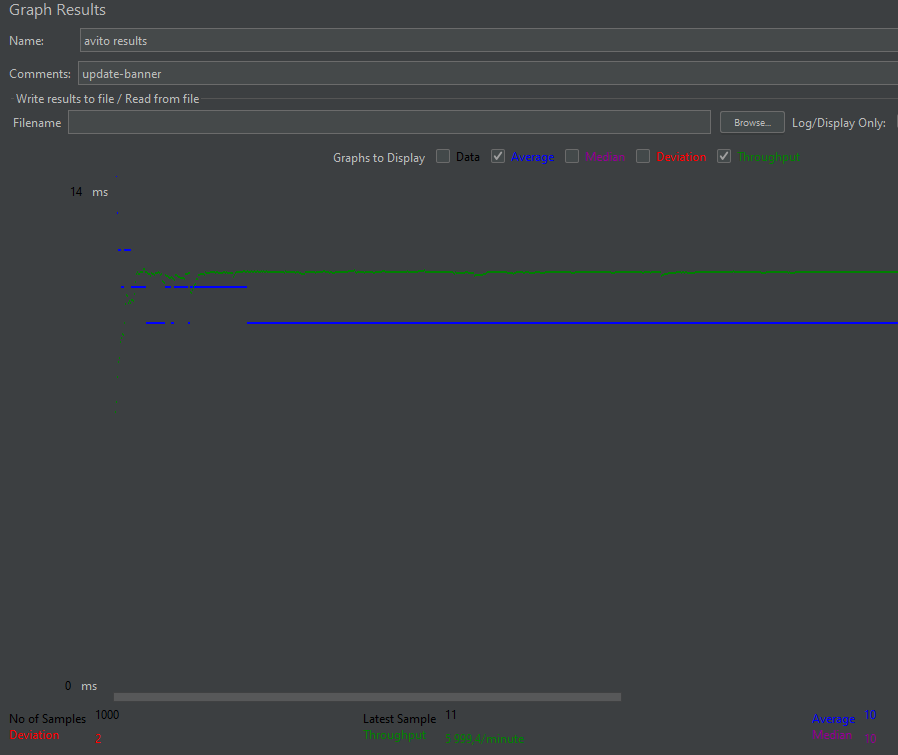 Graph Results
Name: avito results
Comments: update-banner
Write results to file / Read from file
Filename Browse... Log/Display Only:
Graphs to Display Data Average Median Deviation Throughput
14 ms
0 ms
No of Samples 1000 Latest Sample 11 Average 10
Deviation 2 Throughput 5 999,4/minute Median